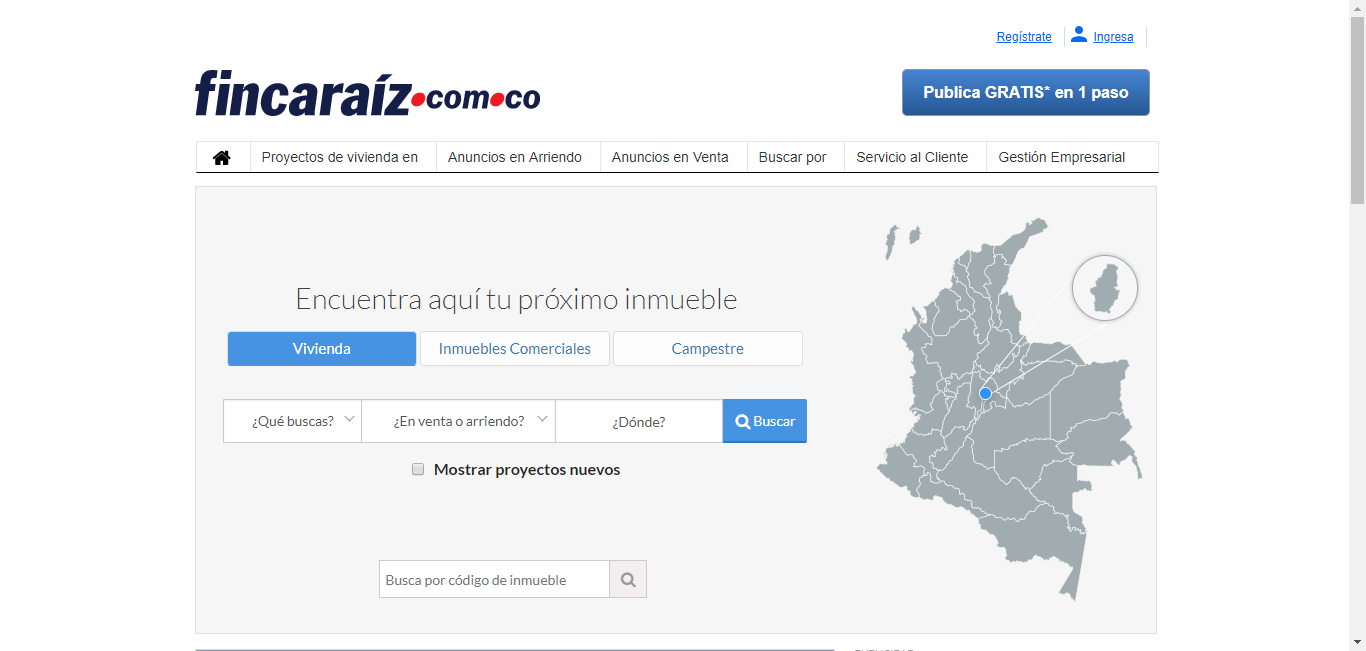 Regístrate Ingresa
fincaraíz.com.co
Publica GRATIS* en 1 paso
Proyectos de vivienda en Anuncios en Arriendo Anuncios en Venta Buscar por Servicio al Cliente Gestión Empresarial
Encuentra aquí tu próximo inmueble
Vivienda Inmuebles Comerciales Campestre
¿Qué buscas? ¿En venta o arriendo? ¿Dónde? Buscar
Mostrar proyectos nuevos
Busca por código de inmueble